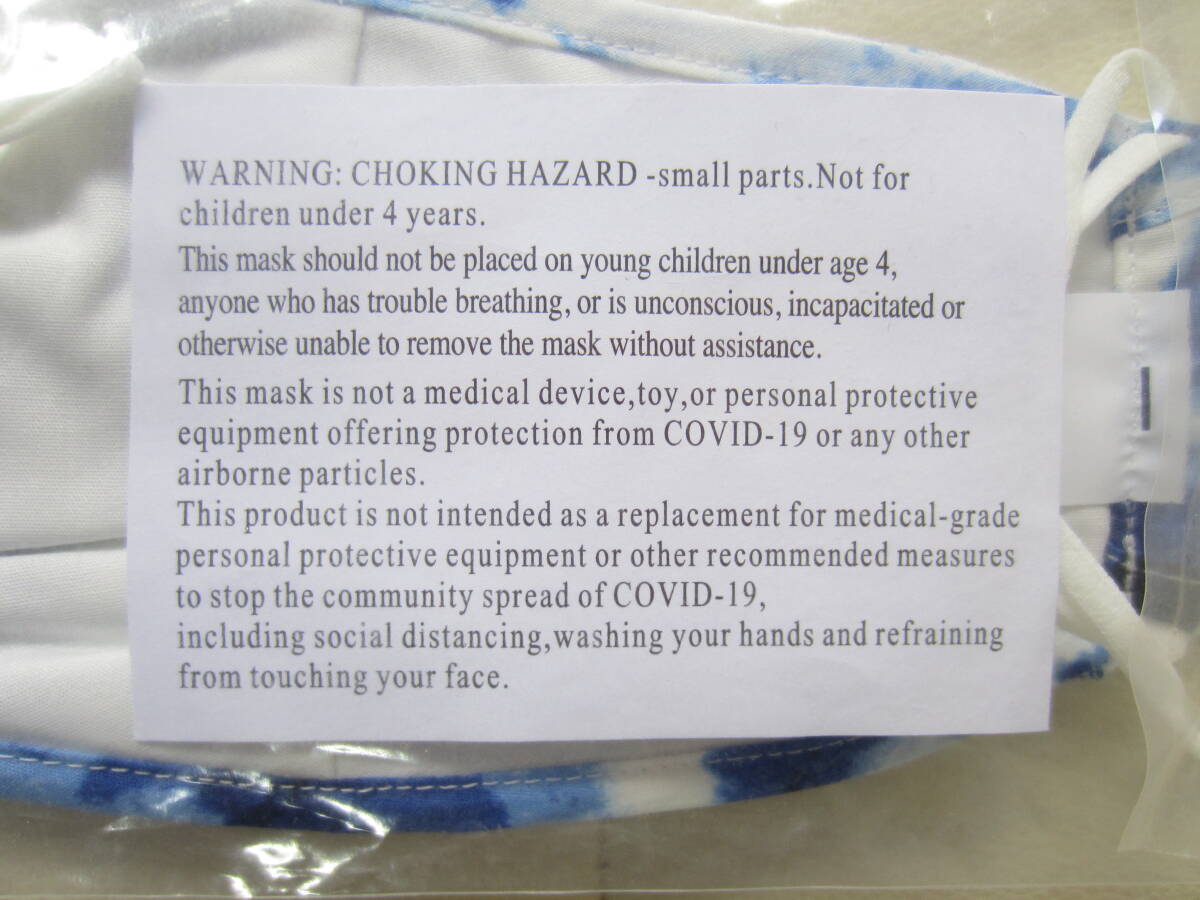 WARNING: CHOKING HAZARD -small parts.Not for
children under 4 years.
This mask should not be placed on young children under age 4,
anyone who has trouble breathing, or is unconscious, incapacitated or
otherwise unable to remove the mask without assistance.
This mask is not a medical device,toy,or personal protective
equipment offering protection from COVID-19 or any other
airborne particles.
This product is not intended as a replacement for medical-grade
personal protective equipment or other recommended measures
to stop the community spread of COVID-19,
including social distancing,washing your hands and refraining
from touching your face.